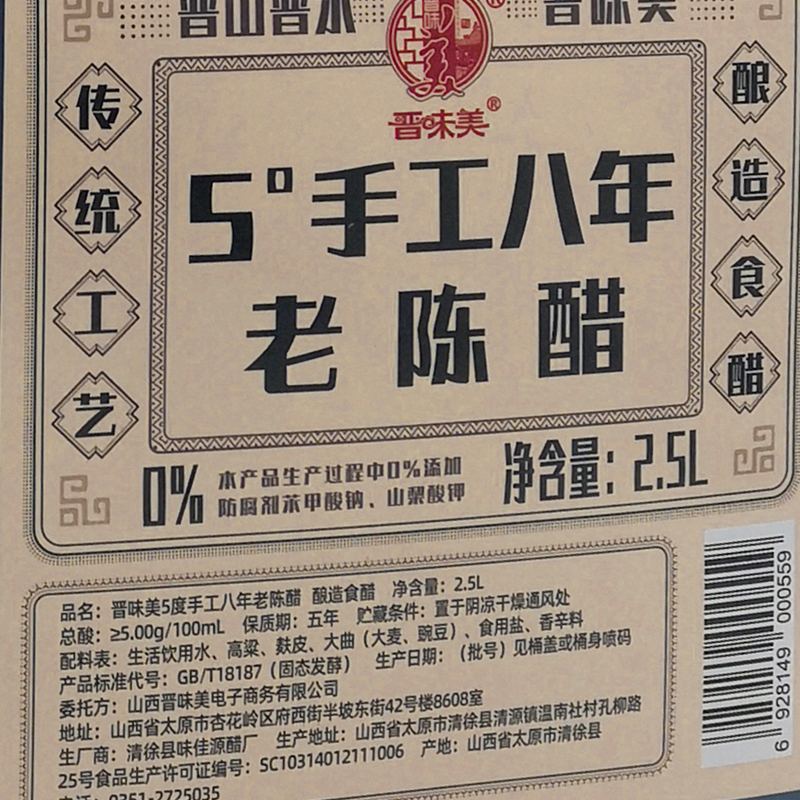 晋山晋水
晋味美
晋味美®
5°手工八年
老陈醋
传统工艺
酿造食醋
0%
本产品生产过程中0%添加
防腐剂苯甲酸钠、山梨酸钾
净含量：2.5L
品名：晋味美5度手工八年老陈醋 酿造食醋 净含量：2.5L
总酸：≥5.00g/100mL 保质期：五年 贮藏条件：置于阴凉干燥通风处
配料表：生活饮用水、高粱、麸皮、大曲（大麦、豌豆）、食用盐、香辛料
产品标准代号：GB/T18187（固态发酵） 生产日期：（批号）见桶盖或桶身喷码
委托方：山西晋味美电子商务有限公司
地址：山西省太原市杏花岭区府西街半坡东街42号楼8608室
生厂商：清徐县味佳源醋厂 生产地址：山西省太原市清徐县清源镇温南社村孔柳路
25号食品生产许可证编号：SC10314012111006 产地：山西省太原市清徐县
电话：0351-2725035
6 928149 000559